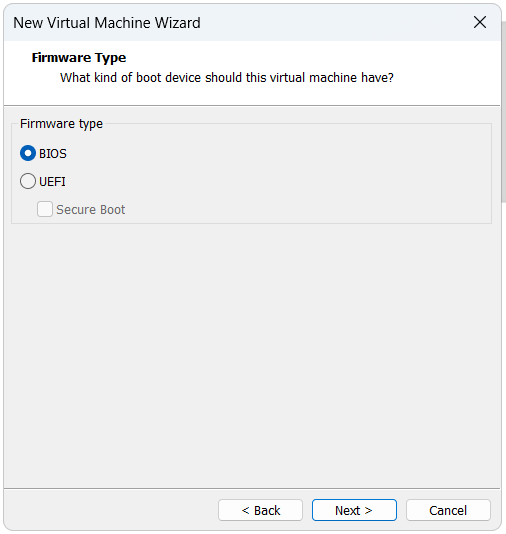 New Virtual Machine Wizard
Firmware Type
What kind of boot device should this virtual machine have?
Firmware type
BIOS
UEFI
Secure Boot
< Back
Next >
Cancel